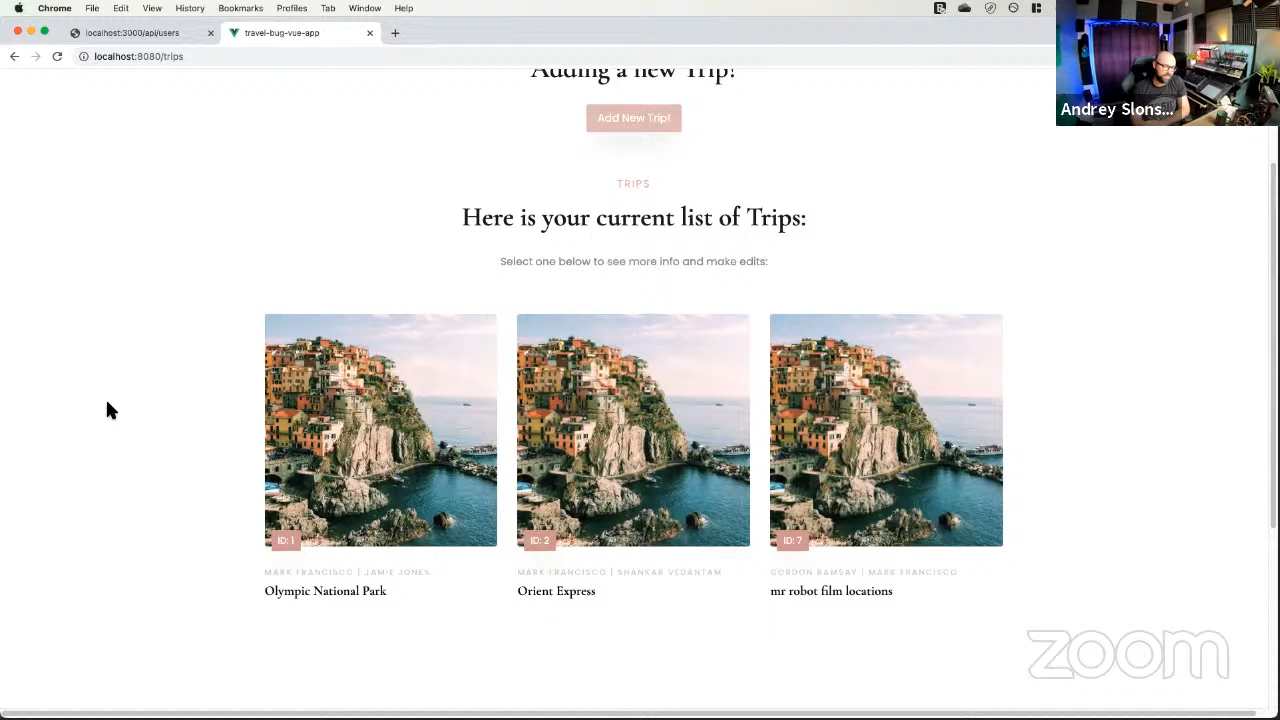 Chrome File Edit View History Bookmarks Profiles Tab Window Help
localhost:3000/api/users
travel-bug-vue-app
localhost:8080/trips
Andrey Slons...
Adding a new Trip!
Add New Trip!
TRIPS
Here is your current list of Trips:
Select one below to see more info and make edits:
ID: 1
ID: 2
ID: 7
MARK FRANCISCO | JAMIE JONES
MARK FRANCISCO | SHANKAR VEDANTAM
GORDON RAMSAY | MARK FRANCISCO
Olympic National Park
Orient Express
mr robot film locations
zoom